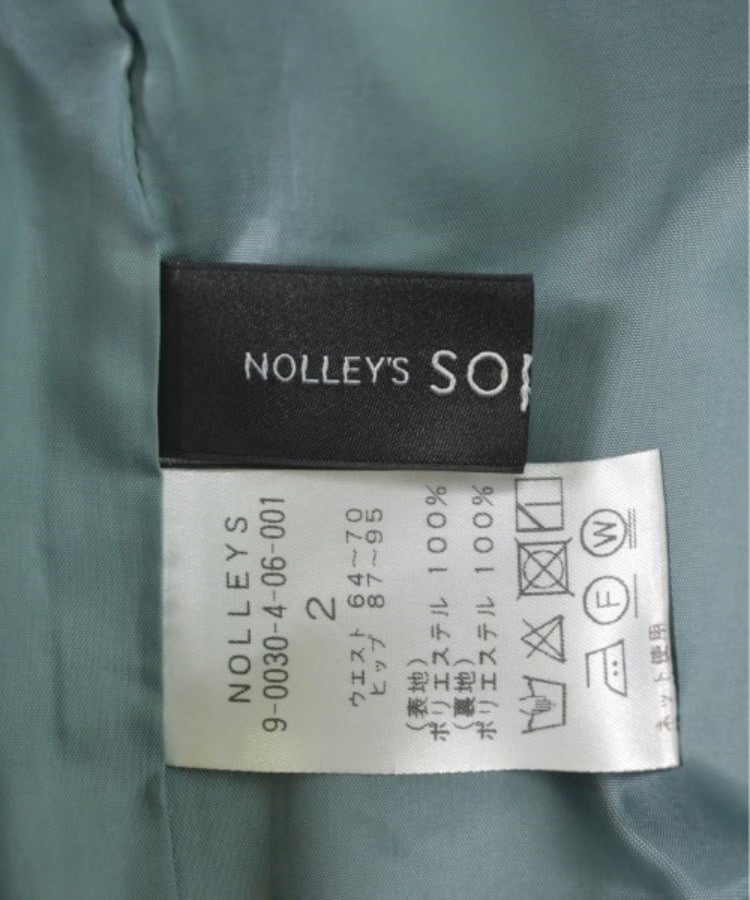 NOLLEY'S SO
NOLLEYS
9-0030-4-06-001
2
ウエスト 64～70
ヒップ 87～95
(表地)
ポリエステル 100%
(裏地)
ポリエステル 100%
W
F
ネット使用